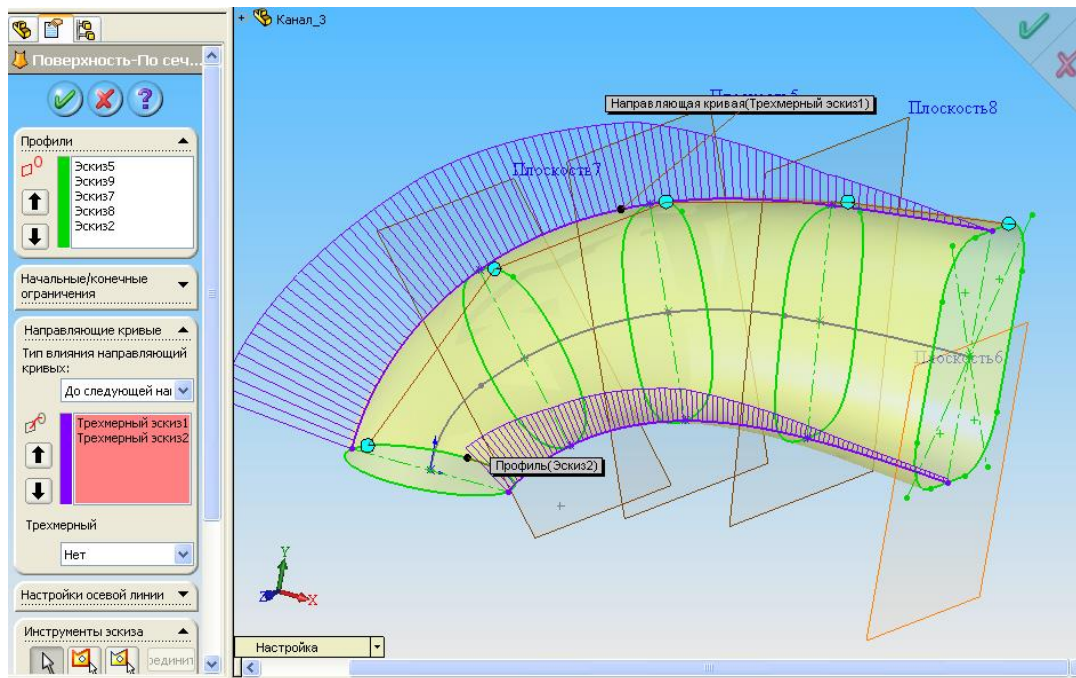 Поверхность-По сеч...
?
Профили
Эскиз5
Эскиз9
Эскиз7
Эскиз8
Эскиз2
Начальные/конечные
ограничения
Направляющие кривые
Тип влияния направляющий
кривых:
До следующей наг
Трехмерный эскиз1
Трехмерный эскиз2
Трехмерный
Нет
Настройки осевой линии
Инструменты эскиза
единит
+ Канал_3
Направляющая кривая(Трехмерный эскиз1)
Плоскость8
Плоскость7
Плоскость6
Профиль(Эскиз2)
Y
Z
X
Настройка